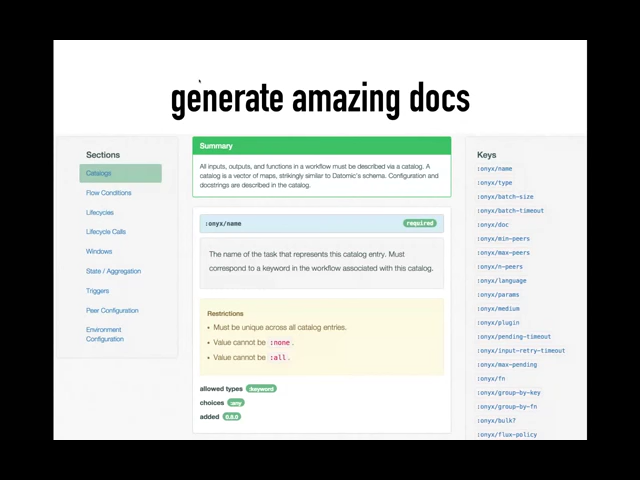 generate amazing docs
Sections
Catalogs
Flow Conditions
Lifecycles
Lifecycle Calls
Windows
State / Aggregation
Triggers
Peer Configuration
Environment
Configuration
Summary
All inputs, outputs, and functions in a workflow must be described via a catalog. A
catalog is a vector of maps, strikingly similar to Datomic's schema. Configuration and
docstrings are described in the catalog.
:onyx/name required
The name of the task that represents this catalog entry. Must
correspond to a keyword in the workflow associated with this catalog.
Restrictions
• Must be unique across all catalog entries.
• Value cannot be :none .
• Value cannot be :all .
allowed types :keyword
choices :any
added 0.8.0
Keys
:onyx/name
:onyx/type
:onyx/batch-size
:onyx/batch-timeout
:onyx/doc
:onyx/min-peers
:onyx/max-peers
:onyx/n-peers
:onyx/language
:onyx/params
:onyx/medium
:onyx/plugin
:onyx/pending-timeout
:onyx/input-retry-timeout
:onyx/max-pending
:onyx/fn
:onyx/group-by-key
:onyx/group-by-fn
:onyx/bulk?
:onyx/flux-policy